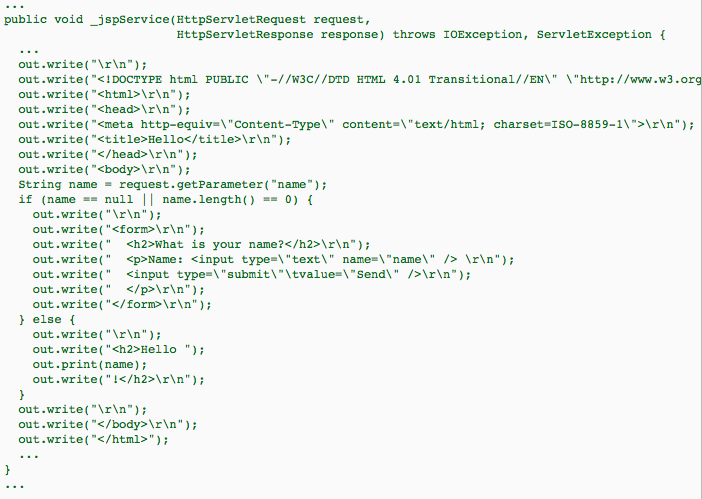 ...
public void _jspService(HttpServletRequest request,
                        HttpServletResponse response) throws IOException, ServletException {
  ...
  out.write("\r\n");
  out.write("<!DOCTYPE html PUBLIC \"-//W3C//DTD HTML 4.01 Transitional//EN\" \"http://www.w3.org
  out.write("<html>\r\n");
  out.write("<head>\r\n");
  out.write("<meta http-equiv=\"Content-Type\" content=\"text/html; charset=ISO-8859-1\">\r\n");
  out.write("<title>Hello</title>\r\n");
  out.write("</head>\r\n");
  out.write("<body>\r\n");
  String name = request.getParameter("name");
  if (name == null || name.length() == 0) {
    out.write("\r\n");
    out.write("<form>\r\n");
    out.write("  <h2>What is your name?</h2>\r\n");
    out.write("  <p>Name: <input type=\"text\" name=\"name\" /> \r\n");
    out.write("  <input type=\"submit\"\tvalue=\"Send\" />\r\n");
    out.write("  </p>\r\n");
    out.write("</form>\r\n");
  } else {
    out.write("\r\n");
    out.write("<h2>Hello ");
    out.print(name);
    out.write("!</h2>\r\n");
  }
  out.write("\r\n");
  out.write("</body>\r\n");
  out.write("</html>");
  ...
}
...